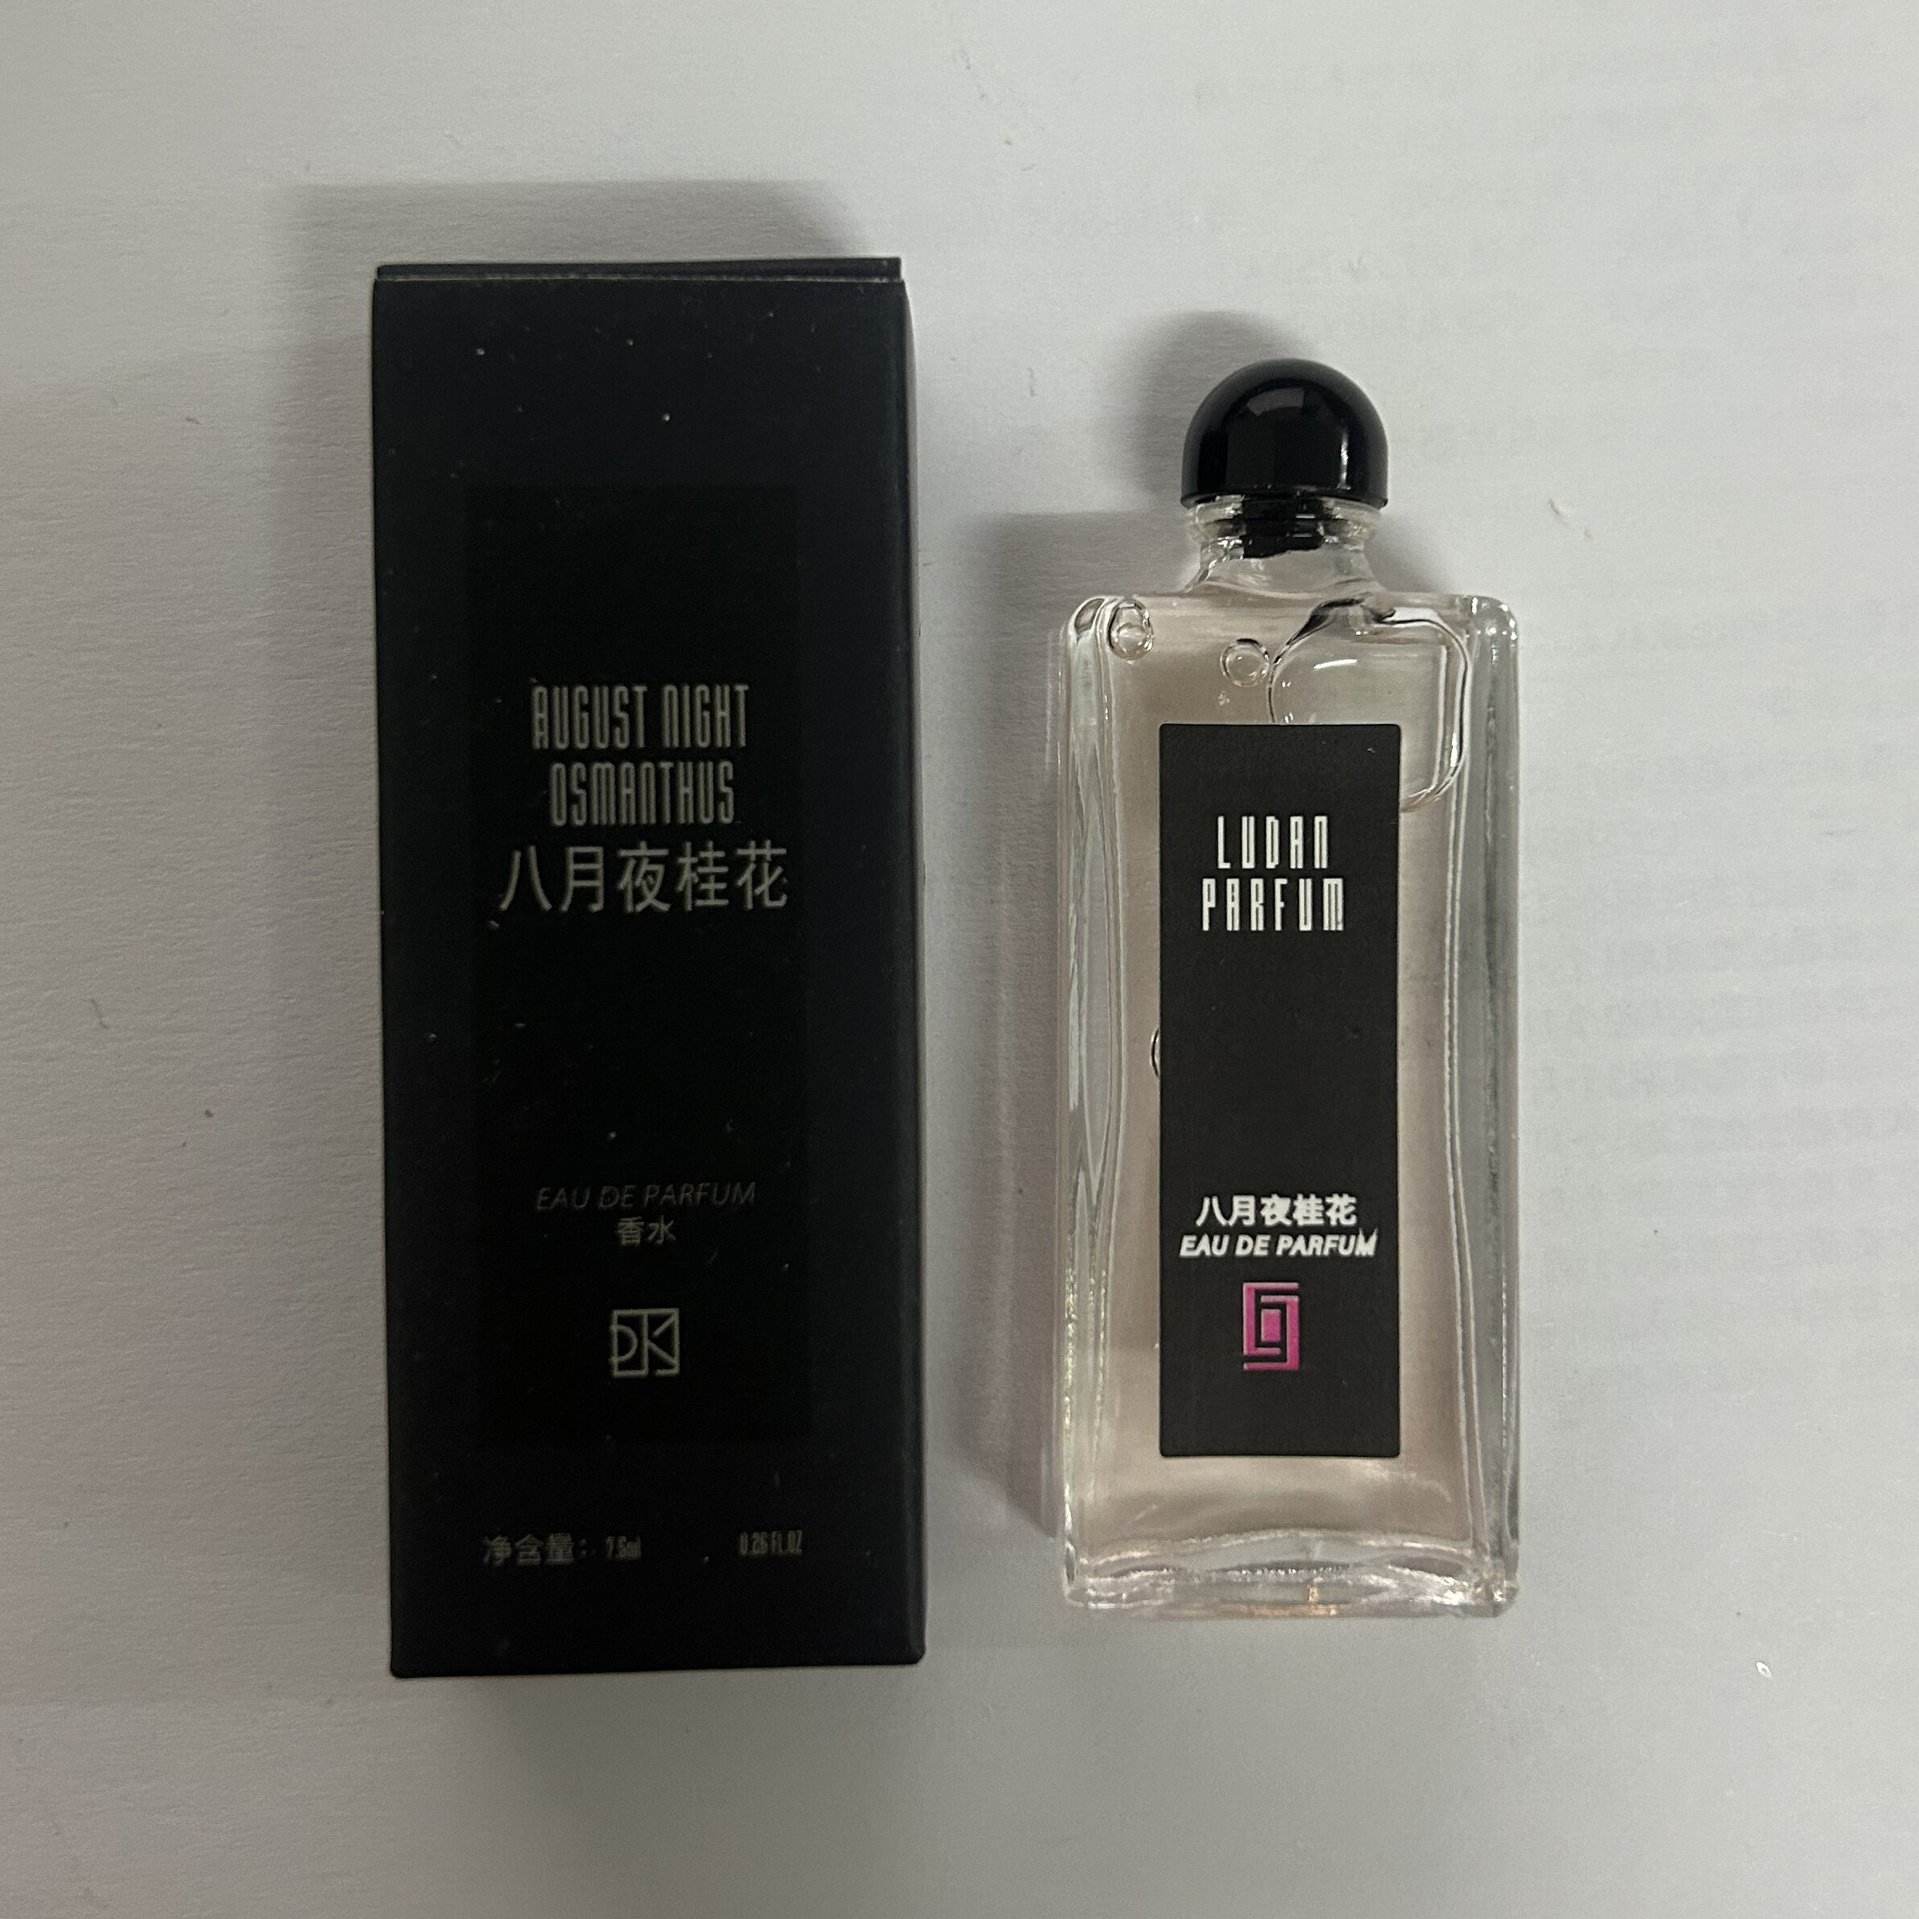 AUGUST NIGHT
OSMANTHUS
八月夜桂花
EAU DE PARFUM
香水
净含量：7.5ml 0.26 FL.OZ
LUDAN
PARFUM
八月夜桂花
EAU DE PARFUM